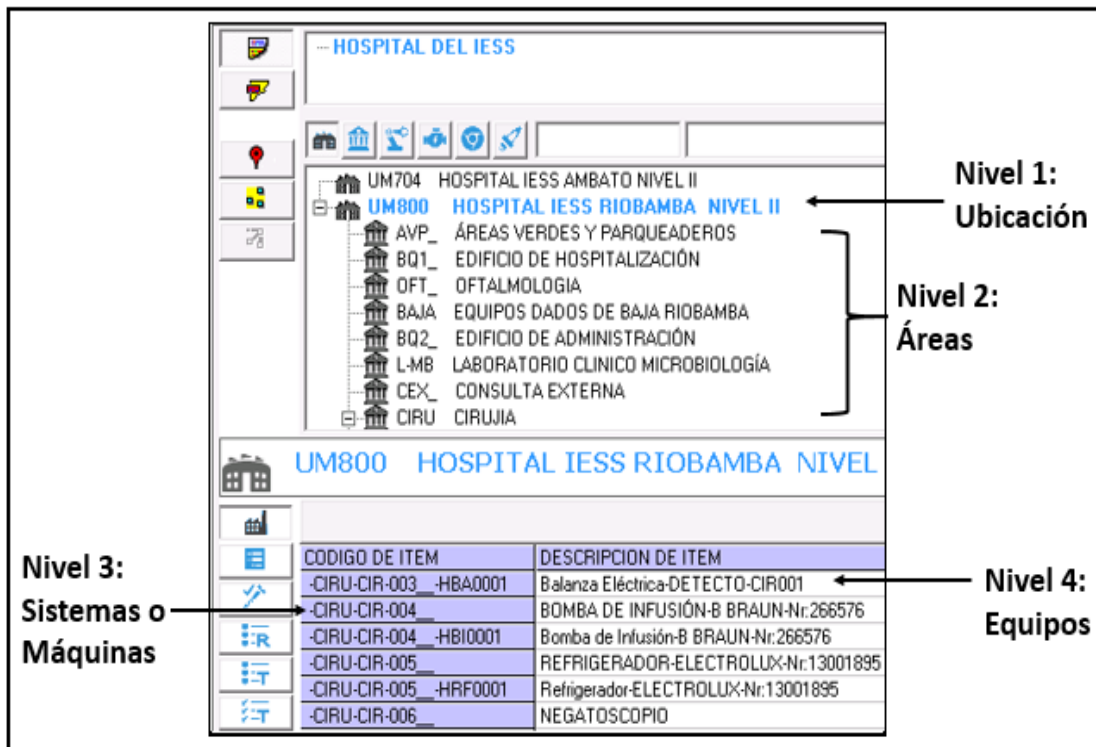 HOSPITAL DEL IESS
UM704 HOSPITAL IESS AMBATO NIVEL II
UM800 HOSPITAL IESS RIOBAMBA NIVEL II
AVP_ ÁREAS VERDES Y PARQUEADEROS
BQ1_ EDIFICIO DE HOSPITALIZACIÓN
OFT_ OFTALMOLOGIA
BAJA EQUIPOS DADOS DE BAJA RIOBAMBA
BQ2_ EDIFICIO DE ADMINISTRACIÓN
L-MB LABORATORIO CLINICO MICROBIOLOGÍA
CEX_ CONSULTA EXTERNA
CIRU CIRUJIA
Nivel 1:
Ubicación
Nivel 2:
Áreas
UM800 HOSPITAL IESS RIOBAMBA NIVEL
CODIGO DE ITEM DESCRIPCION DE ITEM
-CIRU-CIR-003__-HBA0001 Balanza Eléctrica-DETECTO-CIR001
-CIRU-CIR-004__ BOMBA DE INFUSIÓN-B BRAUN-Nr:266576
-CIRU-CIR-004__-HBI0001 Bomba de Infusión-B BRAUN-Nr:266576
-CIRU-CIR-005__ REFRIGERADOR-ELECTROLUX-Nr:13001895
-CIRU-CIR-005__-HRF0001 Refrigerador-ELECTROLUX-Nr:13001895
-CIRU-CIR-006__ NEGATOSCOPIO
Nivel 3:
Sistemas o
Máquinas
Nivel 4:
Equipos
R
T
T